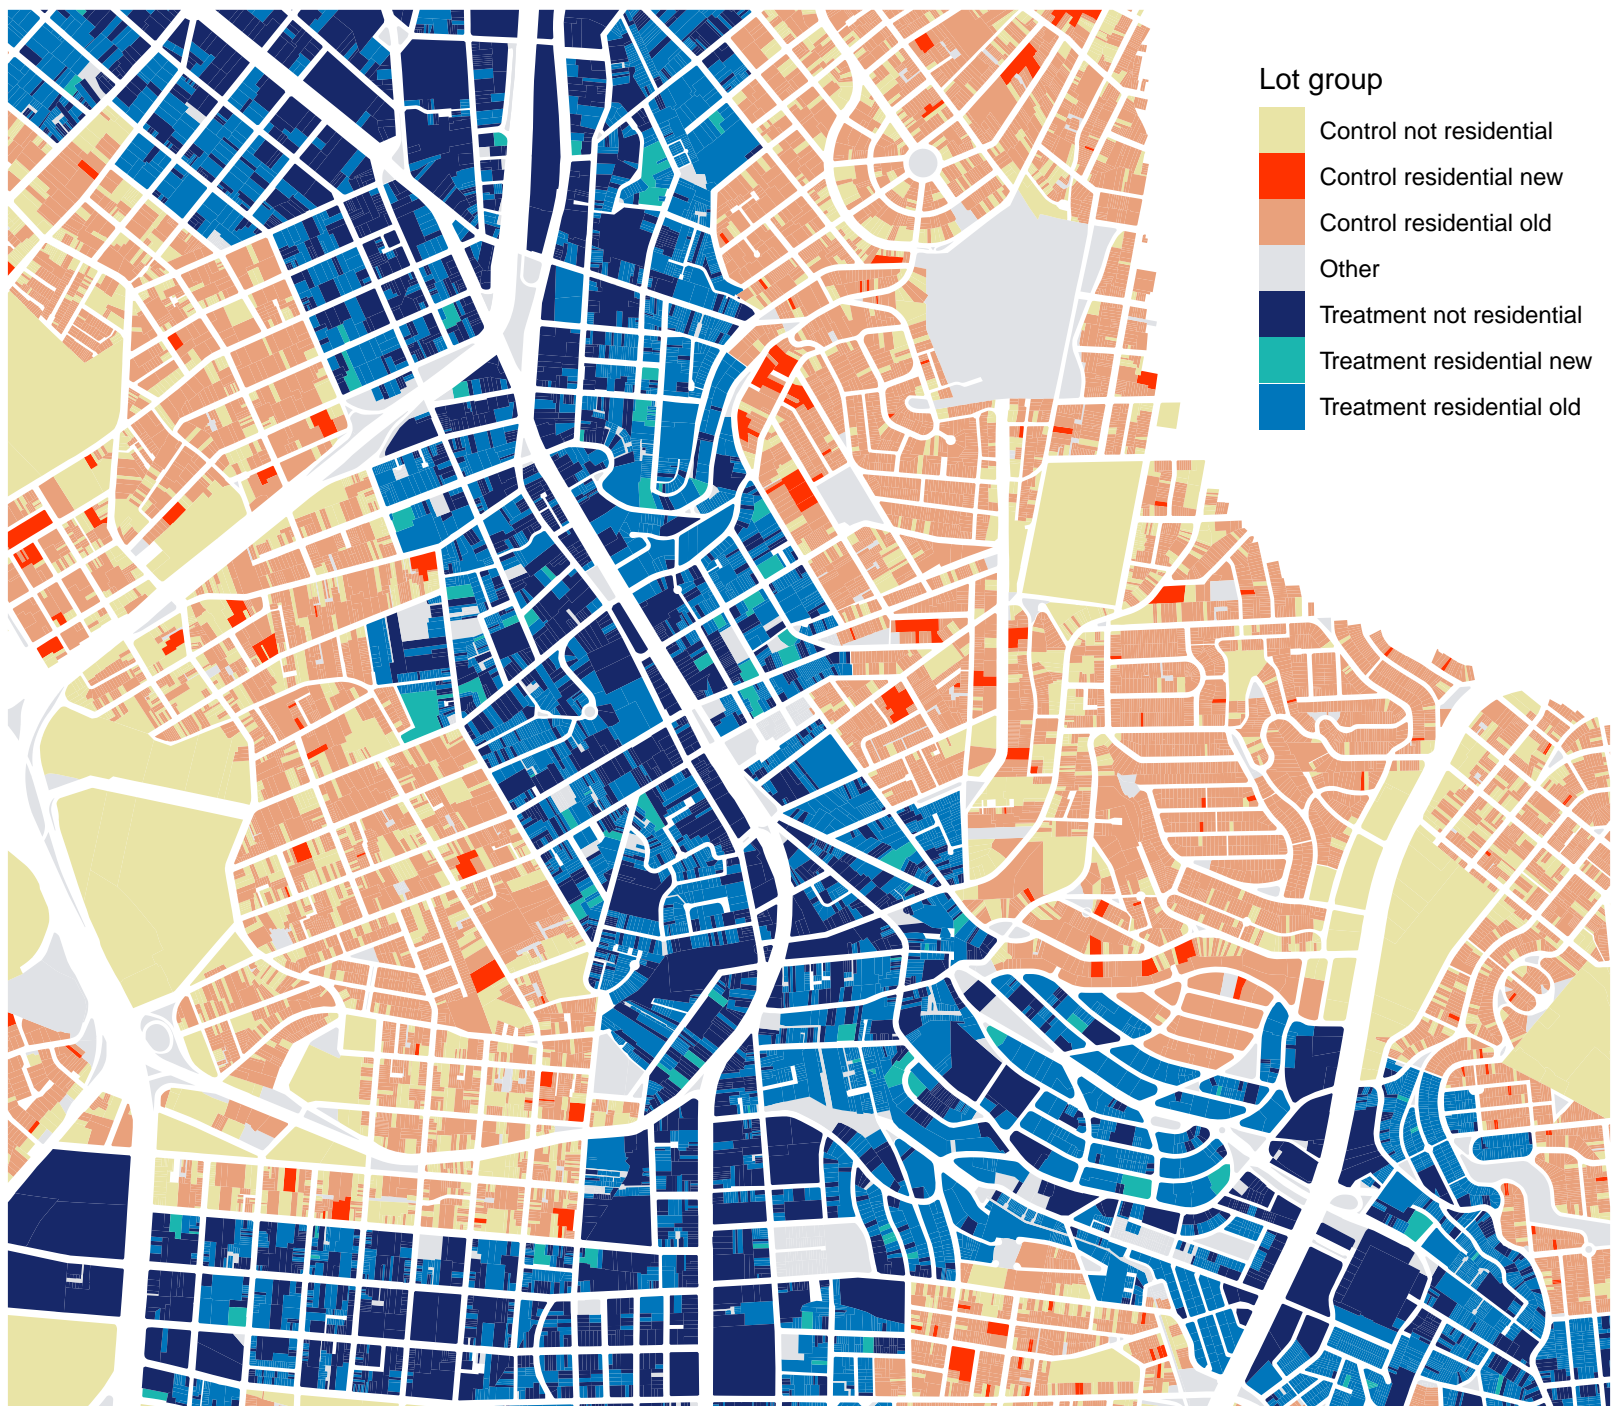 Lot group
Control not residential
Control residential new
Control residential old
Other
Treatment not residential
Treatment residential new
Treatment residential old